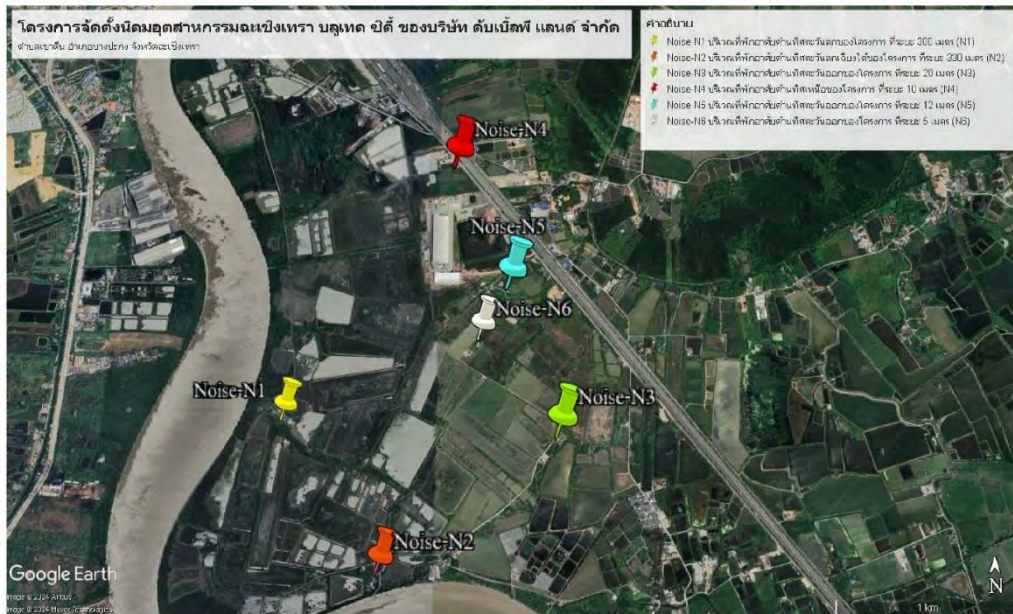 โครงการจัดตั้งนิคมอุตสาหกรรมฉะเชิงเทรา บลูเทค ซิตี้ ของบริษัท ดับเบิ้ลพี แลนด์ จำกัด
ตำบลเขาดิน อำเภอบางปะกง จังหวัดฉะเชิงเทรา
คำอธิบาย
Noise-N1 บริเวณที่พักอาศัยด้านทิศตะวันตกของโครงการ ที่ระยะ 300 เมตร (N1)
Noise-N2 บริเวณที่พักอาศัยด้านทิศตะวันตกเฉียงใต้ของโครงการ ที่ระยะ 330 เมตร (N2)
Noise-N3 บริเวณที่พักอาศัยด้านทิศตะวันออกของโครงการ ที่ระยะ 20 เมตร (N3)
Noise-N4 บริเวณที่พักอาศัยด้านทิศเหนือของโครงการ ที่ระยะ 10 เมตร (N4)
Noise-N5 บริเวณที่พักอาศัยด้านทิศตะวันออกของโครงการ ที่ระยะ 12 เมตร (N5)
Noise-N6 บริเวณที่พักอาศัยด้านทิศตะวันออกของโครงการ ที่ระยะ 5 เมตร (N6)
Noise-N4
Noise-N5
Noise-N6
Noise-N1
Noise-N3
Noise-N2
Google Earth
Image © 2024 Airbus
Image © 2024 Maxar Technologies
N
1 km